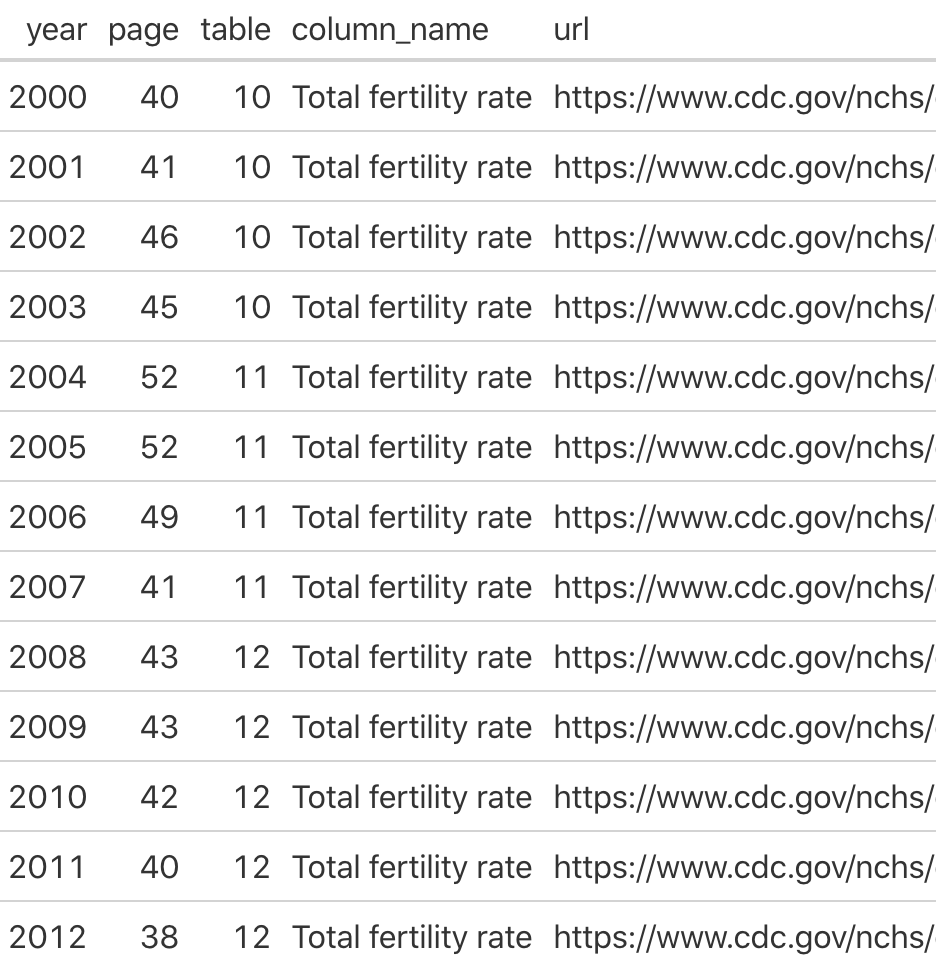 year page table column_name url
2000 40 10 Total fertility rate https://www.cdc.gov/nchs/
2001 41 10 Total fertility rate https://www.cdc.gov/nchs/
2002 46 10 Total fertility rate https://www.cdc.gov/nchs/
2003 45 10 Total fertility rate https://www.cdc.gov/nchs/
2004 52 11 Total fertility rate https://www.cdc.gov/nchs/
2005 52 11 Total fertility rate https://www.cdc.gov/nchs/
2006 49 11 Total fertility rate https://www.cdc.gov/nchs/
2007 41 11 Total fertility rate https://www.cdc.gov/nchs/
2008 43 12 Total fertility rate https://www.cdc.gov/nchs/
2009 43 12 Total fertility rate https://www.cdc.gov/nchs/
2010 42 12 Total fertility rate https://www.cdc.gov/nchs/
2011 40 12 Total fertility rate https://www.cdc.gov/nchs/
2012 38 12 Total fertility rate https://www.cdc.gov/nchs/